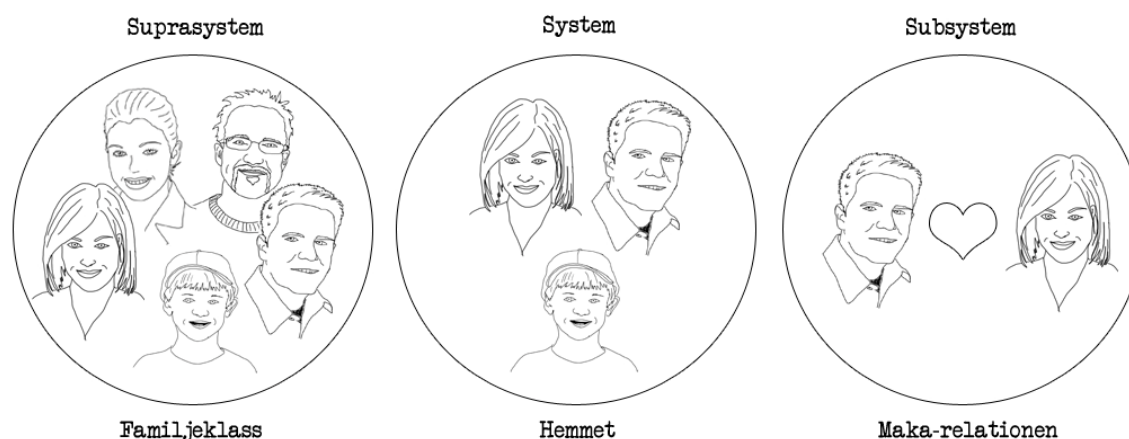 Suprasystem
System
Subsystem
Familjeklass
Hemmet
Maka-relationen